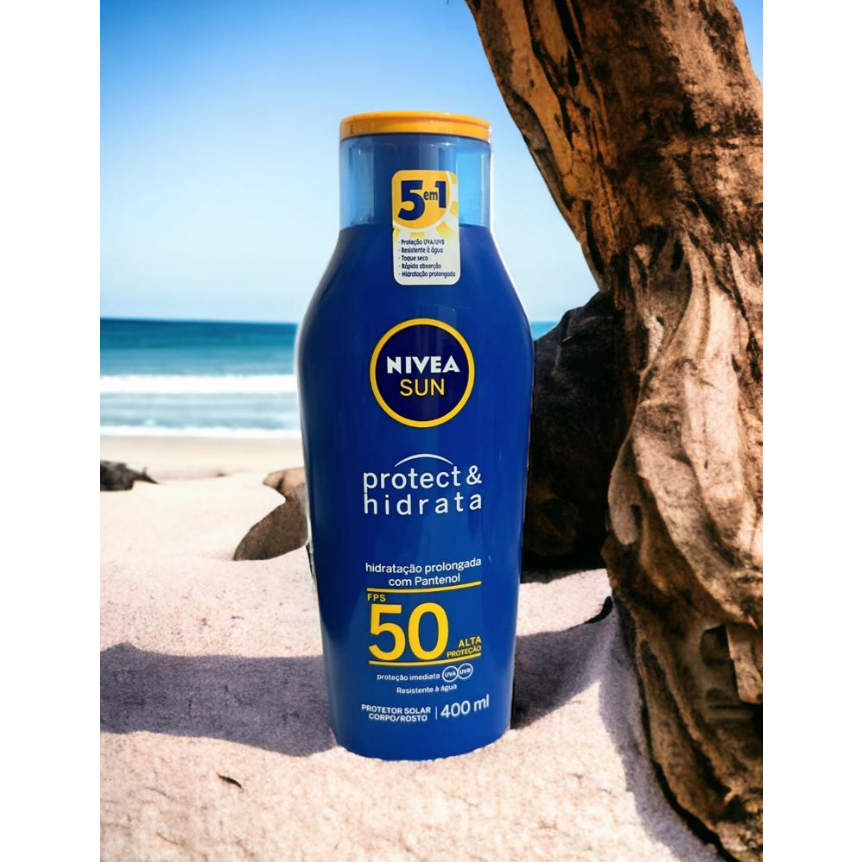 5em1
· Proteção UVA/UVB
· Resistente à água
· Toque seco
· Rápida absorção
· Hidratação prolongada
NIVEA
SUN
protect &
hidrata
hidratação prolongada
com Pantenol
FPS
50
ALTA
PROTEÇÃO
proteção imediata UVA UVB
Resistente à água
PROTETOR SOLAR
CORPO/ROSTO | 400 ml